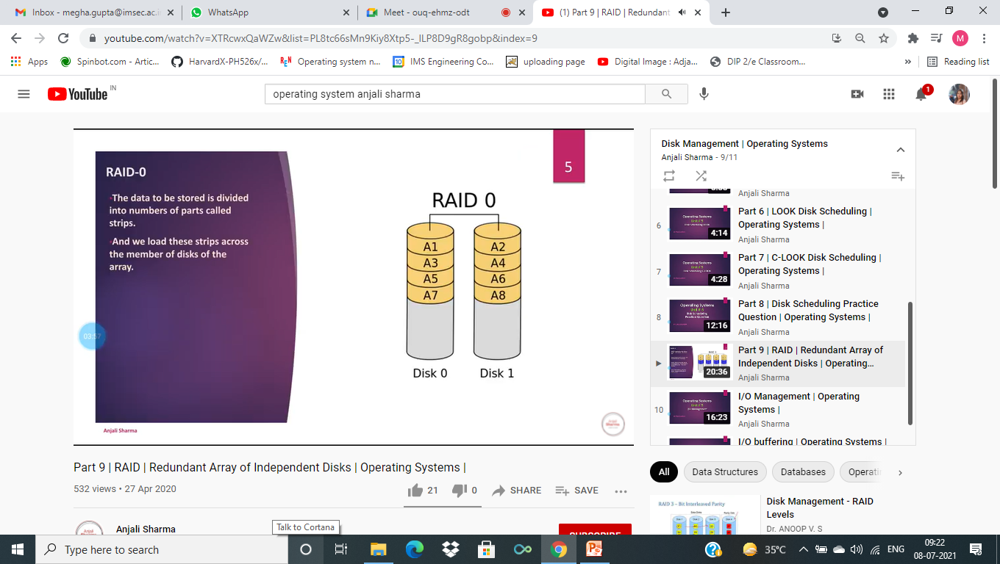 Inbox - megha.gupta@imsec.ac.i
WhatsApp
Meet - ouq-ehmz-odt
(1) Part 9 | RAID | Redundant
youtube.com/watch?v=XTRcwxQaWZw&list=PL8tc66sMn9Kiy8Xtp5-_ILP8D9gR8gobp&index=9
M
Apps
Spinbot.com - Artic...
HarvardX-PH526x/...
Operating system n...
IMS Engineering Co...
uploading page
Digital Image : Adja...
DIP 2/e Classroom...
»
Reading list
YouTube IN
operating system anjali sharma
1
RAID-0
•The data to be stored is divided
into numbers of parts called
strips.
•And we load these strips across
the member of disks of the
array.
03:57
Anjali Sharma
5
RAID 0
A1 A2
A3 A4
A5 A6
A7 A8
Disk 0 Disk 1
Part 9 | RAID | Redundant Array of Independent Disks | Operating Systems |
532 views • 27 Apr 2020
21
0
SHARE
SAVE
Anjali Sharma
Talk to Cortana
SUBSCRIBE
Disk Management | Operating Systems
Anjali Sharma - 9/11
Anjali Sharma
6
4:14
Part 6 | LOOK Disk Scheduling |
Operating Systems |
Anjali Sharma
7
4:28
Part 7 | C-LOOK Disk Scheduling |
Operating Systems |
Anjali Sharma
8
12:16
Part 8 | Disk Scheduling Practice
Question | Operating Systems |
Anjali Sharma
20:36
Part 9 | RAID | Redundant Array of
Independent Disks | Operating...
Anjali Sharma
10
16:23
I/O Management | Operating
Systems |
Anjali Sharma
I/O buffering | Operating Systems |
All
Data Structures
Databases
Operati
RAID 3 – Bit Interleaved Parity
Disk Management - RAID
Levels
Dr. ANOOP V. S
Type here to search
35°C
ENG
09:22
08-07-2021